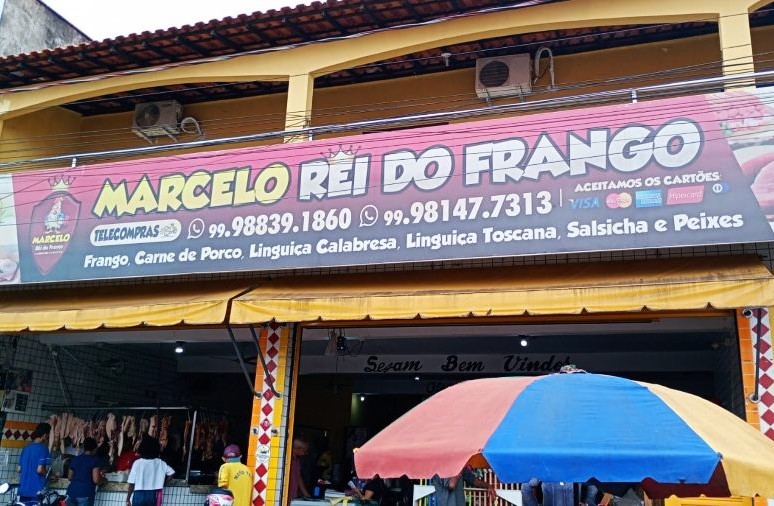 MARCELO REI DO FRANGO
TELECOMPRAS 99.98839.1860 99.98147.7313
ACEITAMOS OS CARTÕES
VISA
Hipercard
Frango, Carne de Porco, Linguiça Calabresa, Linguiça Toscana, Salsicha e Peixes
MARCELO
Rei do Frango
Sejam Bem Vindos